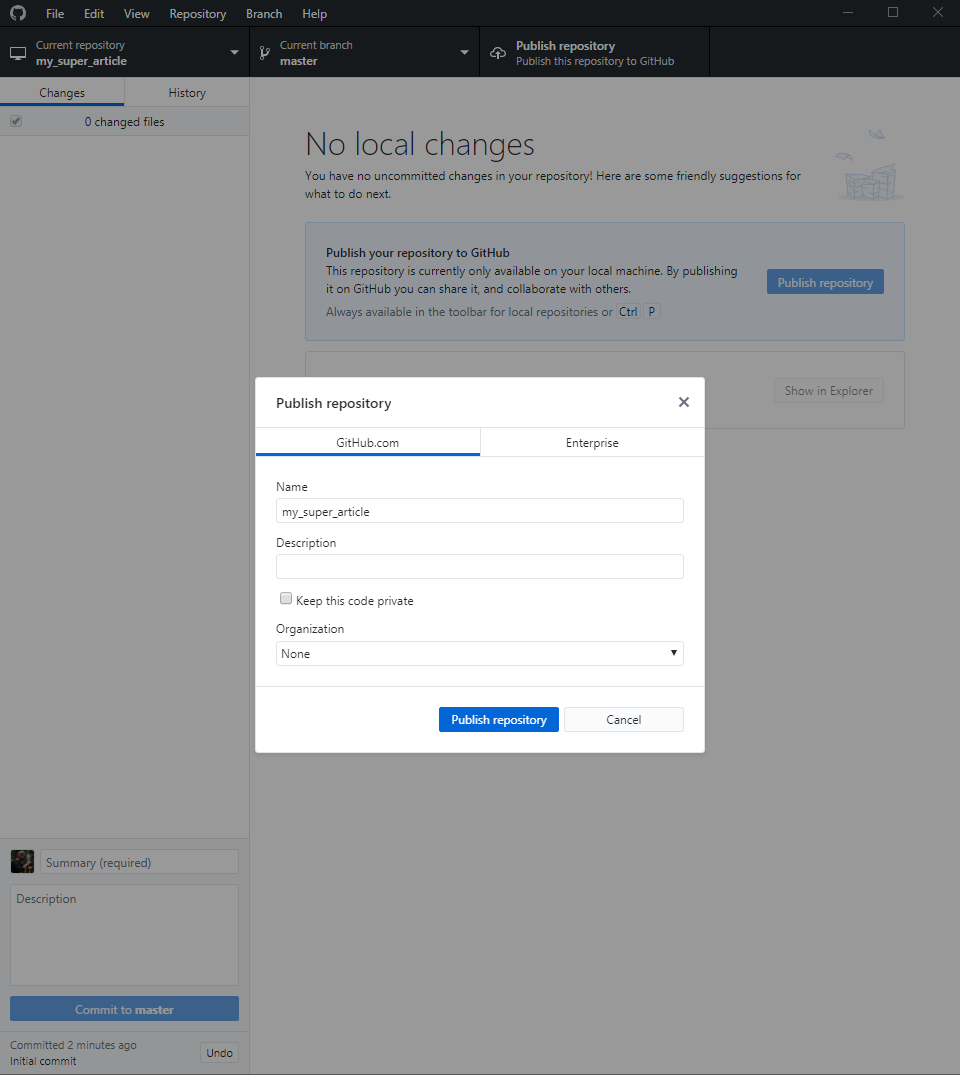 File Edit View Repository Branch Help
Current repository
my_super_article
Current branch
master
Publish repository
Publish this repository to GitHub
Changes History
0 changed files
No local changes
You have no uncommitted changes in your repository! Here are some friendly suggestions for
what to do next.
Publish your repository to GitHub
This repository is currently only available on your local machine. By publishing
it on GitHub you can share it, and collaborate with others.
Always available in the toolbar for local repositories or Ctrl P
Publish repository
Show in Explorer
Publish repository
GitHub.com Enterprise
Name
my_super_article
Description
Keep this code private
Organization
None
Publish repository Cancel
Summary (required)
Description
Commit to master
Committed 2 minutes ago
Initial commit
Undo